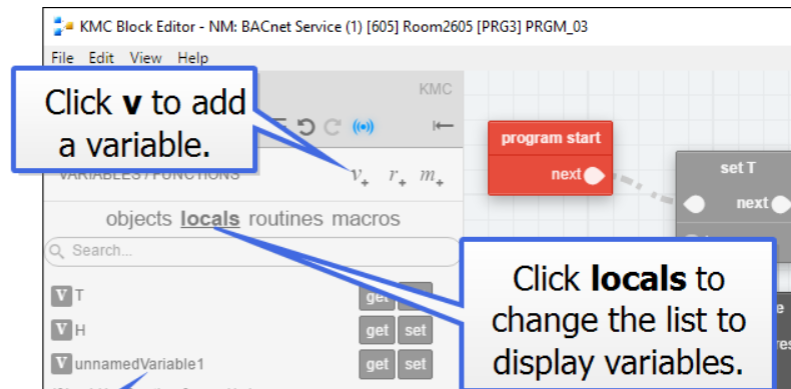 KMC Block Editor - NM: BACnet Service (1) [605] Room2605 [PRG3] PRGM_03
File Edit View Help
Click v to add
a variable.
KMC
VARIABLES / FUNCTIONS
v+ r+ m+
objects locals routines macros
Search...
T get
H get set
unnamedVariable1 get set
program start
next
set T
next
Click locals to
change the list to
display variables.